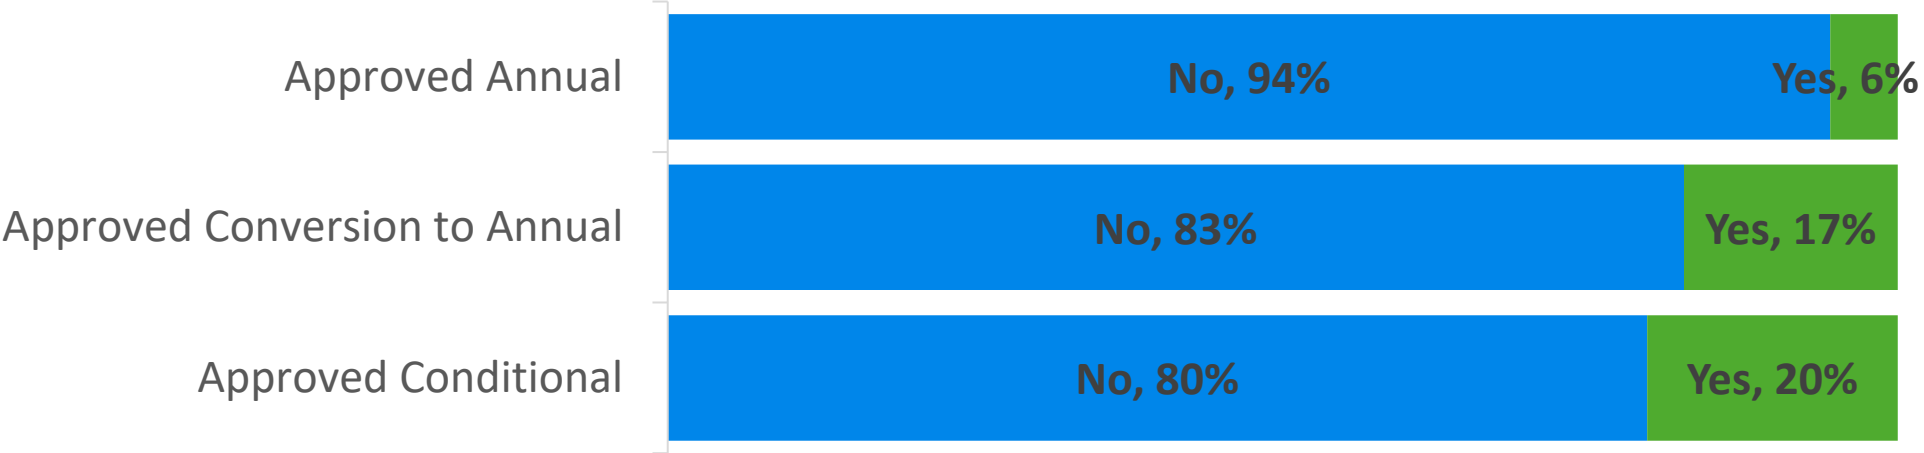 Approved Annual No, 94% Yes, 6%
Approved Conversion to Annual No, 83% Yes, 17%
Approved Conditional No, 80% Yes, 20%